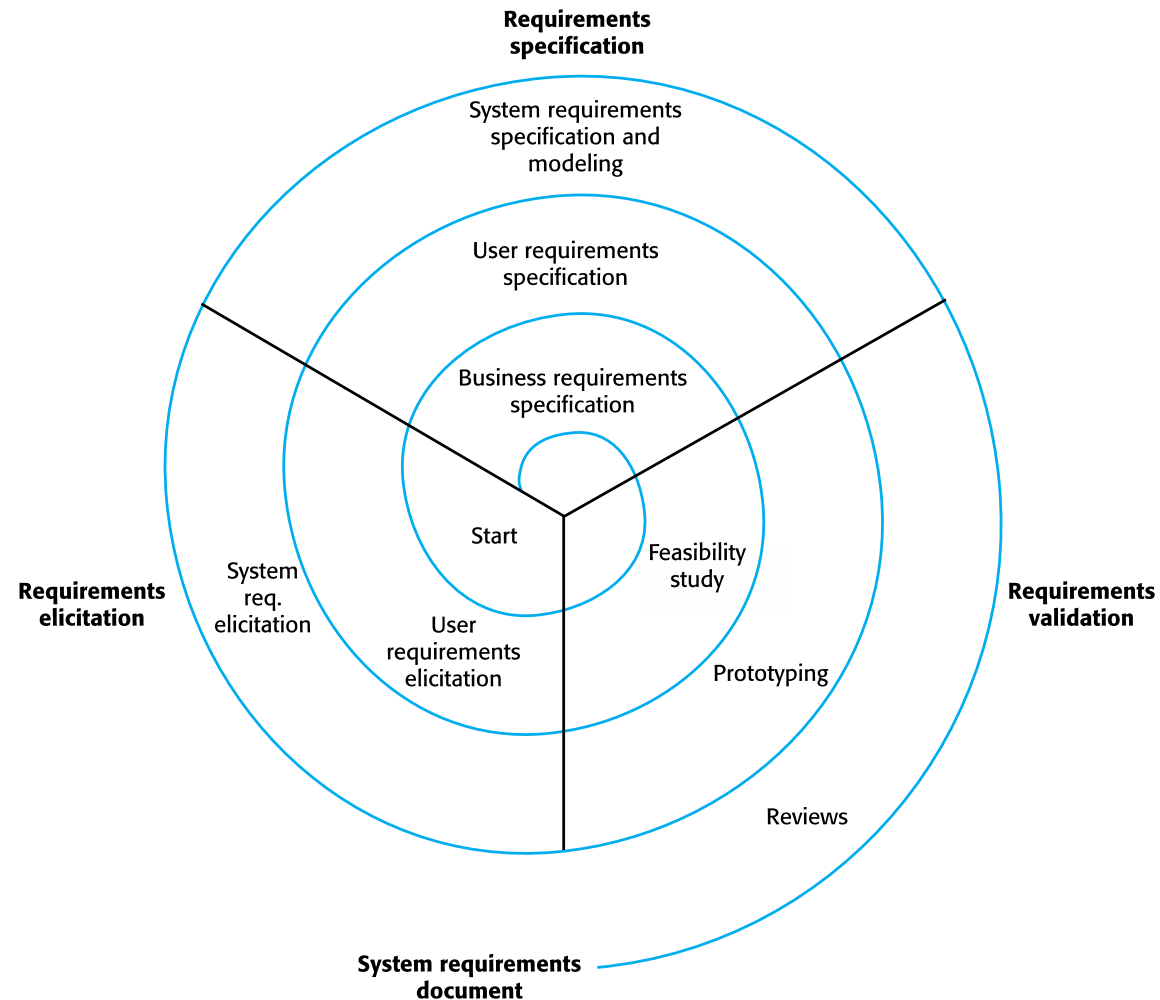 Requirements
specification
System requirements
specification and
modeling
User requirements
specification
Business requirements
specification
Start
Feasibility
study
System
req.
elicitation
Requirements
elicitation
User
requirements
elicitation
Requirements
validation
Prototyping
Reviews
System requirements
document